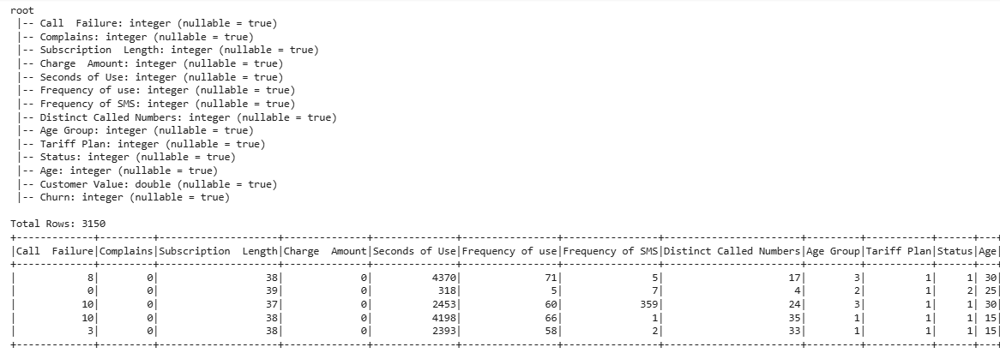 root
 |-- Call  Failure: integer (nullable = true)
 |-- Complains: integer (nullable = true)
 |-- Subscription  Length: integer (nullable = true)
 |-- Charge  Amount: integer (nullable = true)
 |-- Seconds of Use: integer (nullable = true)
 |-- Frequency of use: integer (nullable = true)
 |-- Frequency of SMS: integer (nullable = true)
 |-- Distinct Called Numbers: integer (nullable = true)
 |-- Age Group: integer (nullable = true)
 |-- Tariff Plan: integer (nullable = true)
 |-- Status: integer (nullable = true)
 |-- Age: integer (nullable = true)
 |-- Customer Value: double (nullable = true)
 |-- Churn: integer (nullable = true)

Total Rows: 3150
+-------------+---------+--------------------+--------------+--------------+----------------+----------------+-----------------------+---------+-----------+------+---+
|Call  Failure|Complains|Subscription  Length|Charge  Amount|Seconds of Use|Frequency of use|Frequency of SMS|Distinct Called Numbers|Age Group|Tariff Plan|Status|Age|
+-------------+---------+--------------------+--------------+--------------+----------------+----------------+-----------------------+---------+-----------+------+---+
|            8|        0|                  38|             0|          4370|              71|               5|                     17|        3|          1|     1| 30|
|            0|        0|                  39|             0|           318|               5|               7|                      4|        2|          1|     2| 25|
|           10|        0|                  37|             0|          2453|              60|             359|                     24|        3|          1|     1| 30|
|           10|        0|                  38|             0|          4198|              66|               1|                     35|        1|          1|     1| 15|
|            3|        0|                  38|             0|          2393|              58|               2|                     33|        1|          1|     1| 15|
+-------------+---------+--------------------+--------------+--------------+----------------+----------------+-----------------------+---------+-----------+------+---+